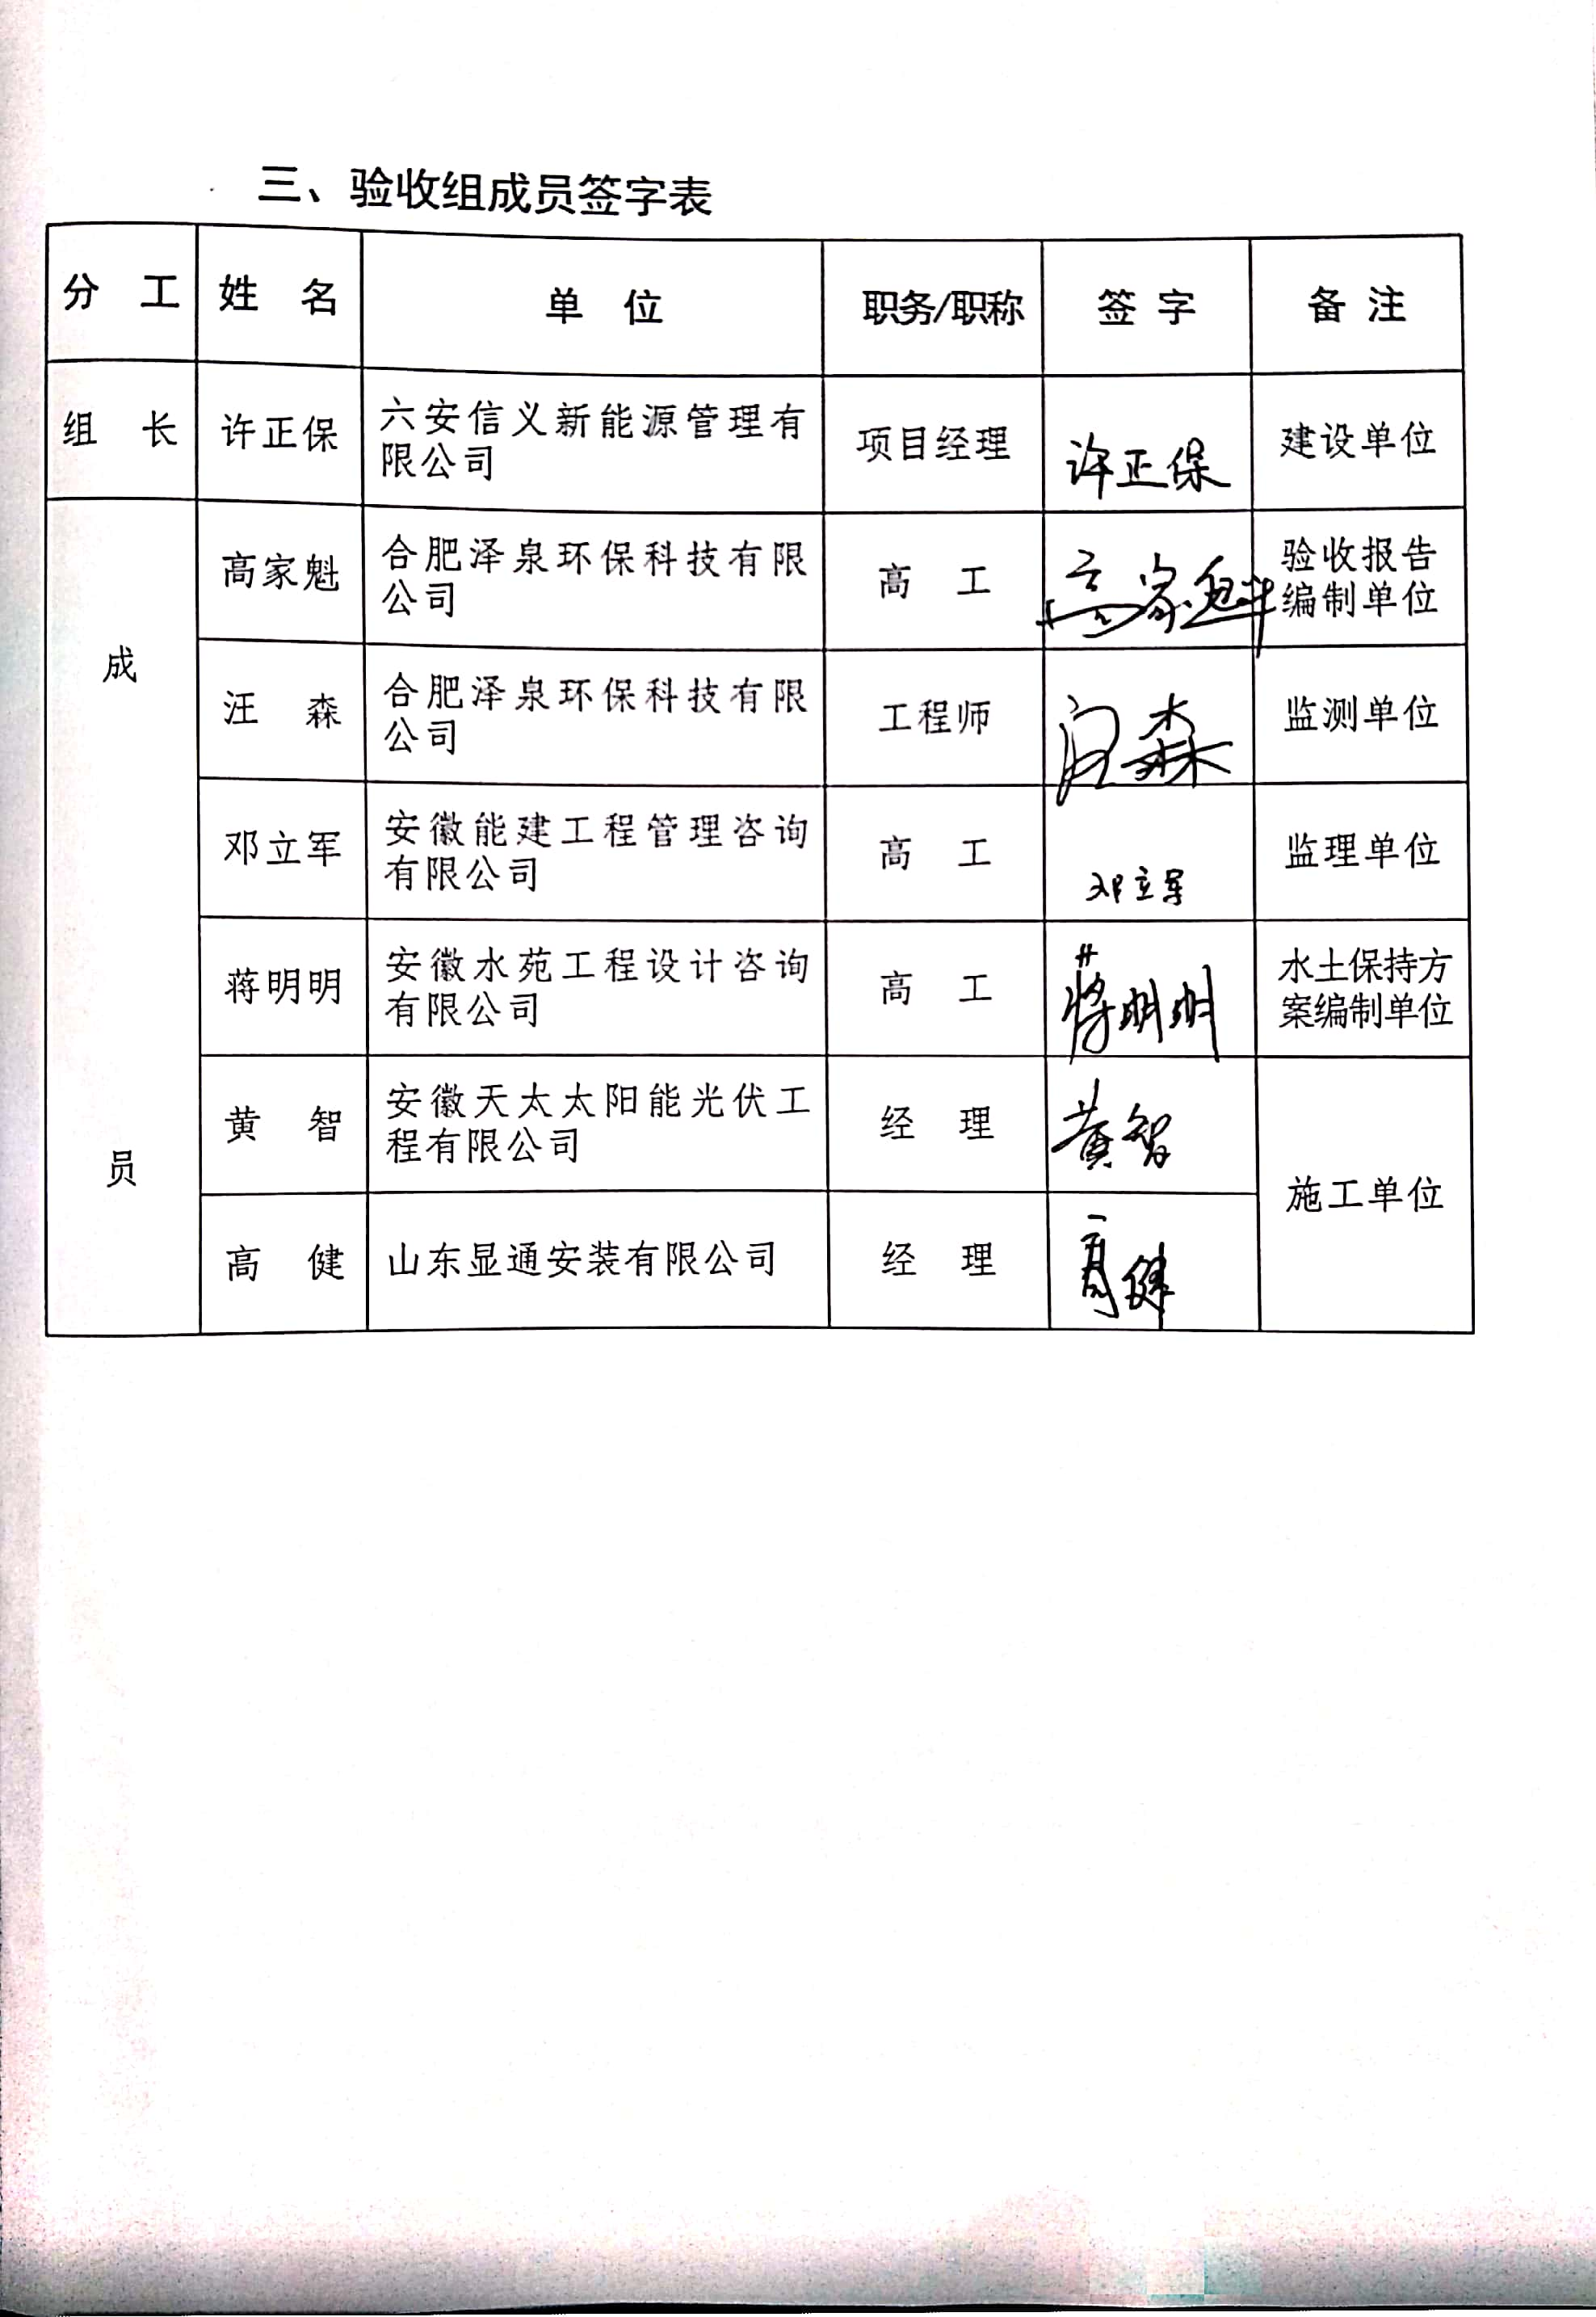 三、验收组成员签字表
分 工 姓 名 单 位 职务/职称 签 字 备 注
组 长 许正保 六安信义新能源管理有
限公司 项目经理 许正保 建设单位
成
员
高家魁 合肥泽泉环保科技有限
公司 高 工 高家魁 验收报告
编制单位
汪 森 合肥泽泉环保科技有限
公司 工程师 汪森 监测单位
邓立军 安徽能建工程管理咨询
有限公司 高 工 邓立军 监理单位
蒋明明 安徽水苑工程设计咨询
有限公司 高 工 蒋明明 水土保持方
案编制单位
黄 智 安徽天太太阳能光伏工
程有限公司 经 理 黄智 施工单位
高 健 山东显通安装有限公司 经 理 高健